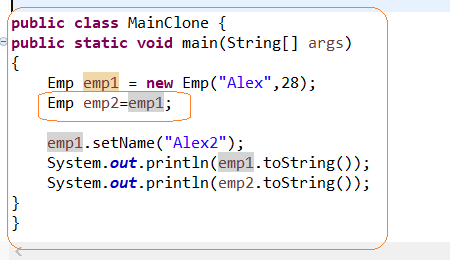 public class MainClone {
public static void main(String[] args)
{
Emp emp1 = new Emp("Alex",28);
Emp emp2=emp1;
emp1.setName("Alex2");
System.out.println(emp1.toString());
System.out.println(emp2.toString());
}
}